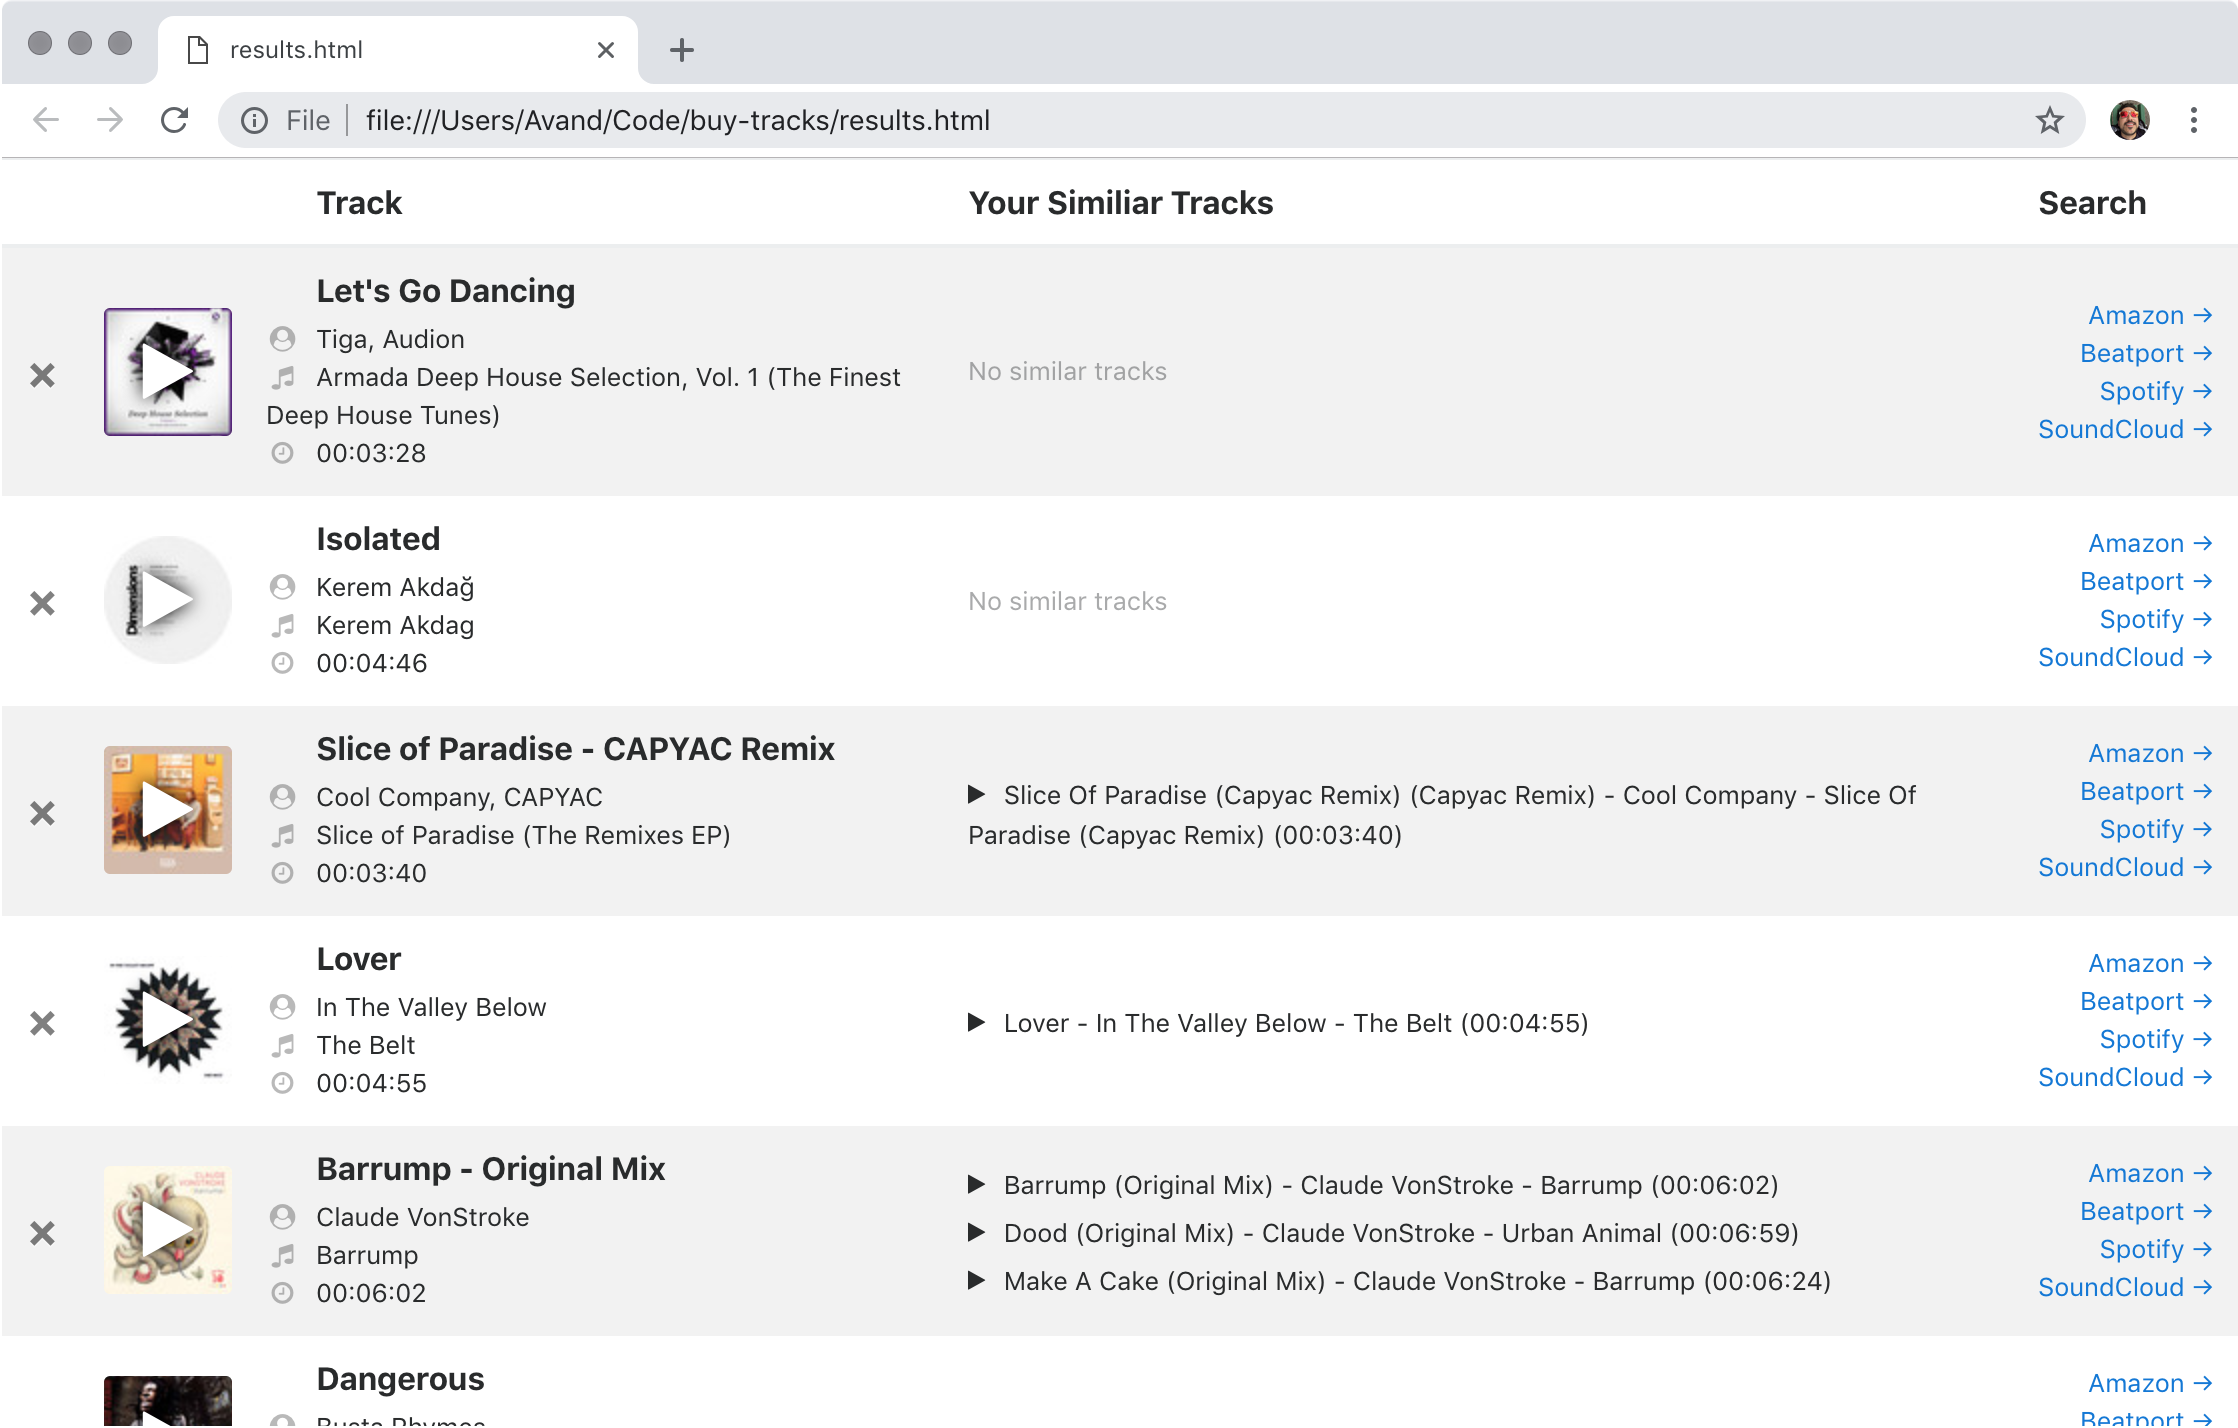 results.html
File file:///Users/Avand/Code/buy-tracks/results.html
Track Your Similiar Tracks Search
Let's Go Dancing
Tiga, Audion
Armada Deep House Selection, Vol. 1 (The Finest
Deep House Tunes)
00:03:28
Deep House Selection
No similar tracks
Amazon →
Beatport →
Spotify →
SoundCloud →
Isolated
Kerem Akdağ
Kerem Akdag
00:04:46
Dimensions
No similar tracks
Amazon →
Beatport →
Spotify →
SoundCloud →
Slice of Paradise - CAPYAC Remix
Cool Company, CAPYAC
Slice of Paradise (The Remixes EP)
00:03:40
Slice Of Paradise (Capyac Remix) (Capyac Remix) - Cool Company - Slice Of
Paradise (Capyac Remix) (00:03:40)
Amazon →
Beatport →
Spotify →
SoundCloud →
Lover
In The Valley Below
The Belt
00:04:55
Lover - In The Valley Below - The Belt (00:04:55)
Amazon →
Beatport →
Spotify →
SoundCloud →
Barrump - Original Mix
Claude VonStroke
Barrump
00:06:02
CLAUDE
VONSTROKE
Barrump (Original Mix) - Claude VonStroke - Barrump (00:06:02)
Dood (Original Mix) - Claude VonStroke - Urban Animal (00:06:59)
Make A Cake (Original Mix) - Claude VonStroke - Barrump (00:06:24)
Amazon →
Beatport →
Spotify →
SoundCloud →
Dangerous
Busta Rhymes
Amazon →
Beatport →